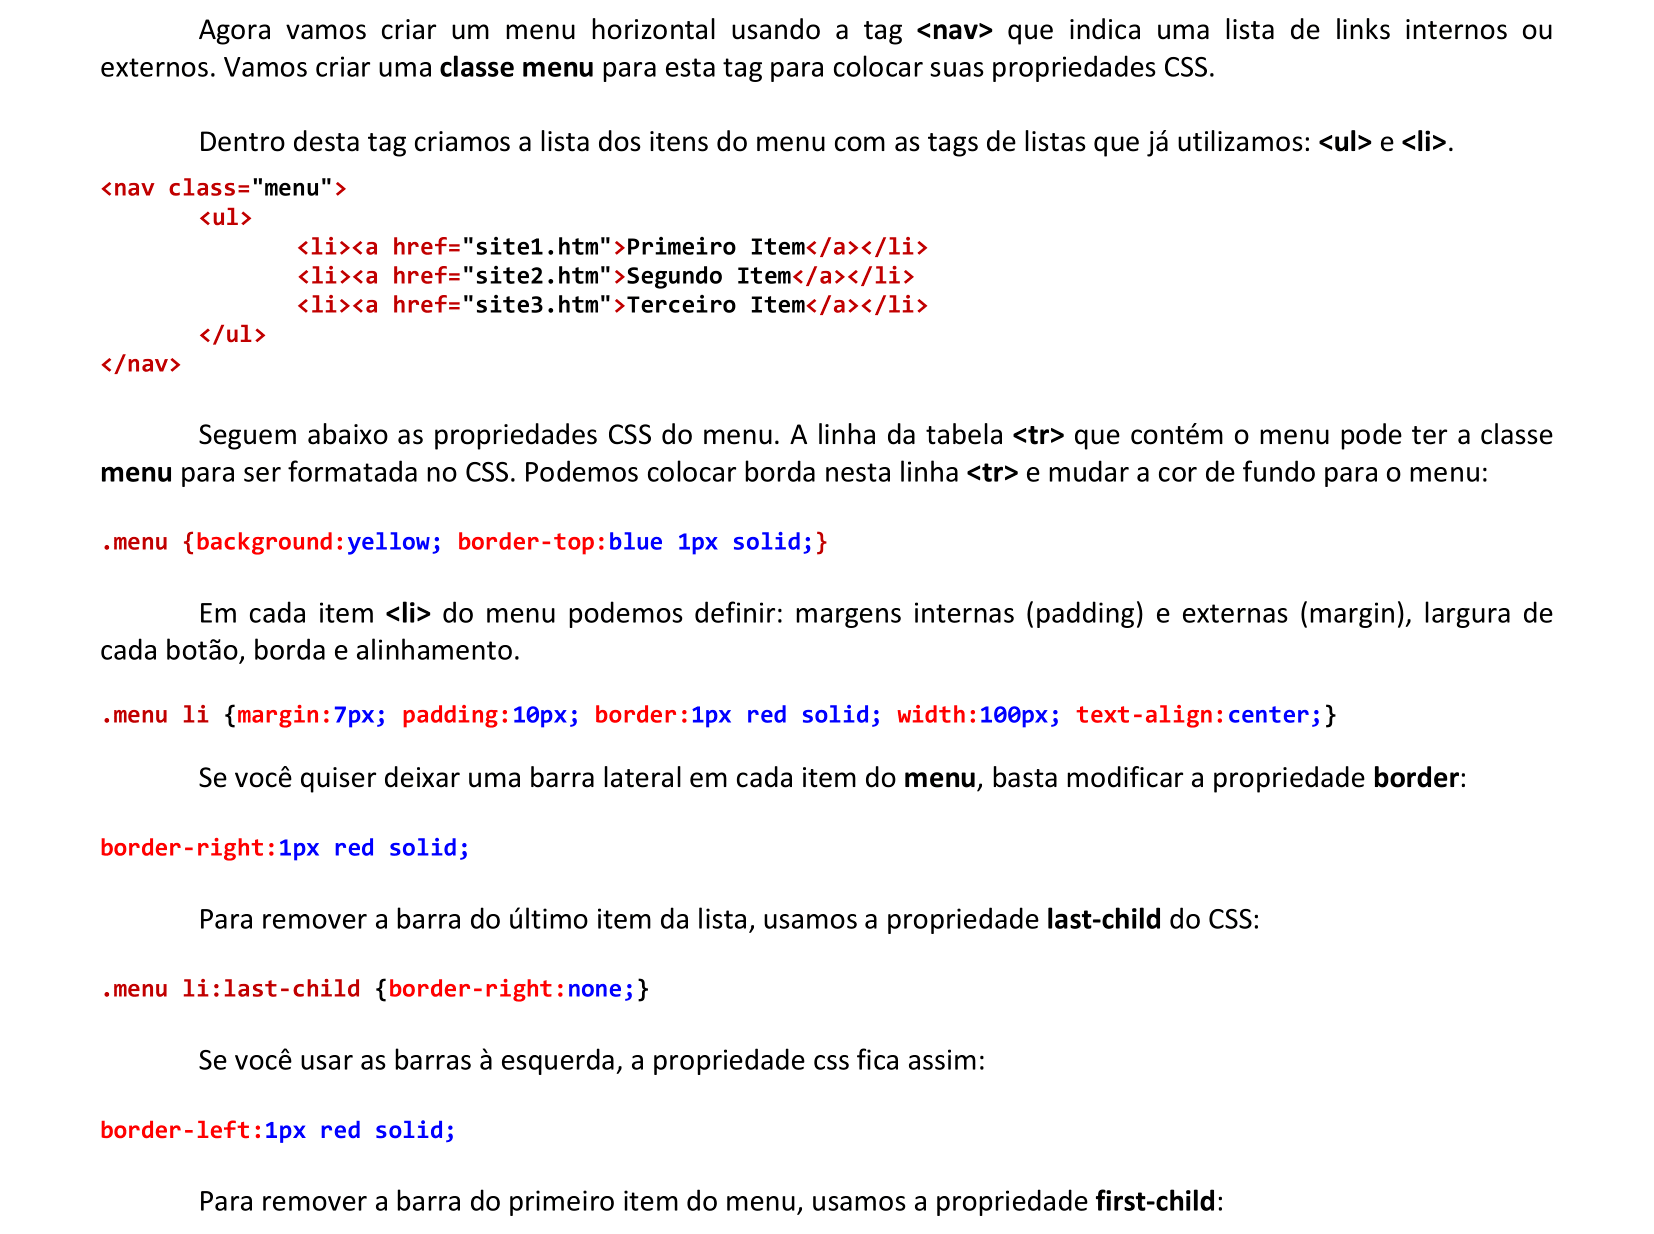 Agora vamos criar um menu horizontal usando a tag <nav> que indica uma lista de links internos ou
externos. Vamos criar uma classe menu para esta tag para colocar suas propriedades CSS.
Dentro desta tag criamos a lista dos itens do menu com as tags de listas que já utilizamos: <ul> e <li>.
<nav class="menu">
<ul>
<li><a href="site1.htm">Primeiro Item</a></li>
<li><a href="site2.htm">Segundo Item</a></li>
<li><a href="site3.htm">Terceiro Item</a></li>
</ul>
</nav>
Seguem abaixo as propriedades CSS do menu. A linha da tabela <tr> que contém o menu pode ter a classe
menu para ser formatada no CSS. Podemos colocar borda nesta linha <tr> e mudar a cor de fundo para o menu:
.menu {background:yellow; border-top:blue 1px solid;}
Em cada item <li> do menu podemos definir: margens internas (padding) e externas (margin), largura de
cada botão, borda e alinhamento.
.menu li {margin:7px; padding:10px; border:1px red solid; width:100px; text-align:center;}
Se você quiser deixar uma barra lateral em cada item do menu, basta modificar a propriedade border:
border-right:1px red solid;
Para remover a barra do último item da lista, usamos a propriedade last-child do CSS:
.menu li:last-child {border-right:none;}
Se você usar as barras à esquerda, a propriedade css fica assim:
border-left:1px red solid;
Para remover a barra do primeiro item do menu, usamos a propriedade first-child: